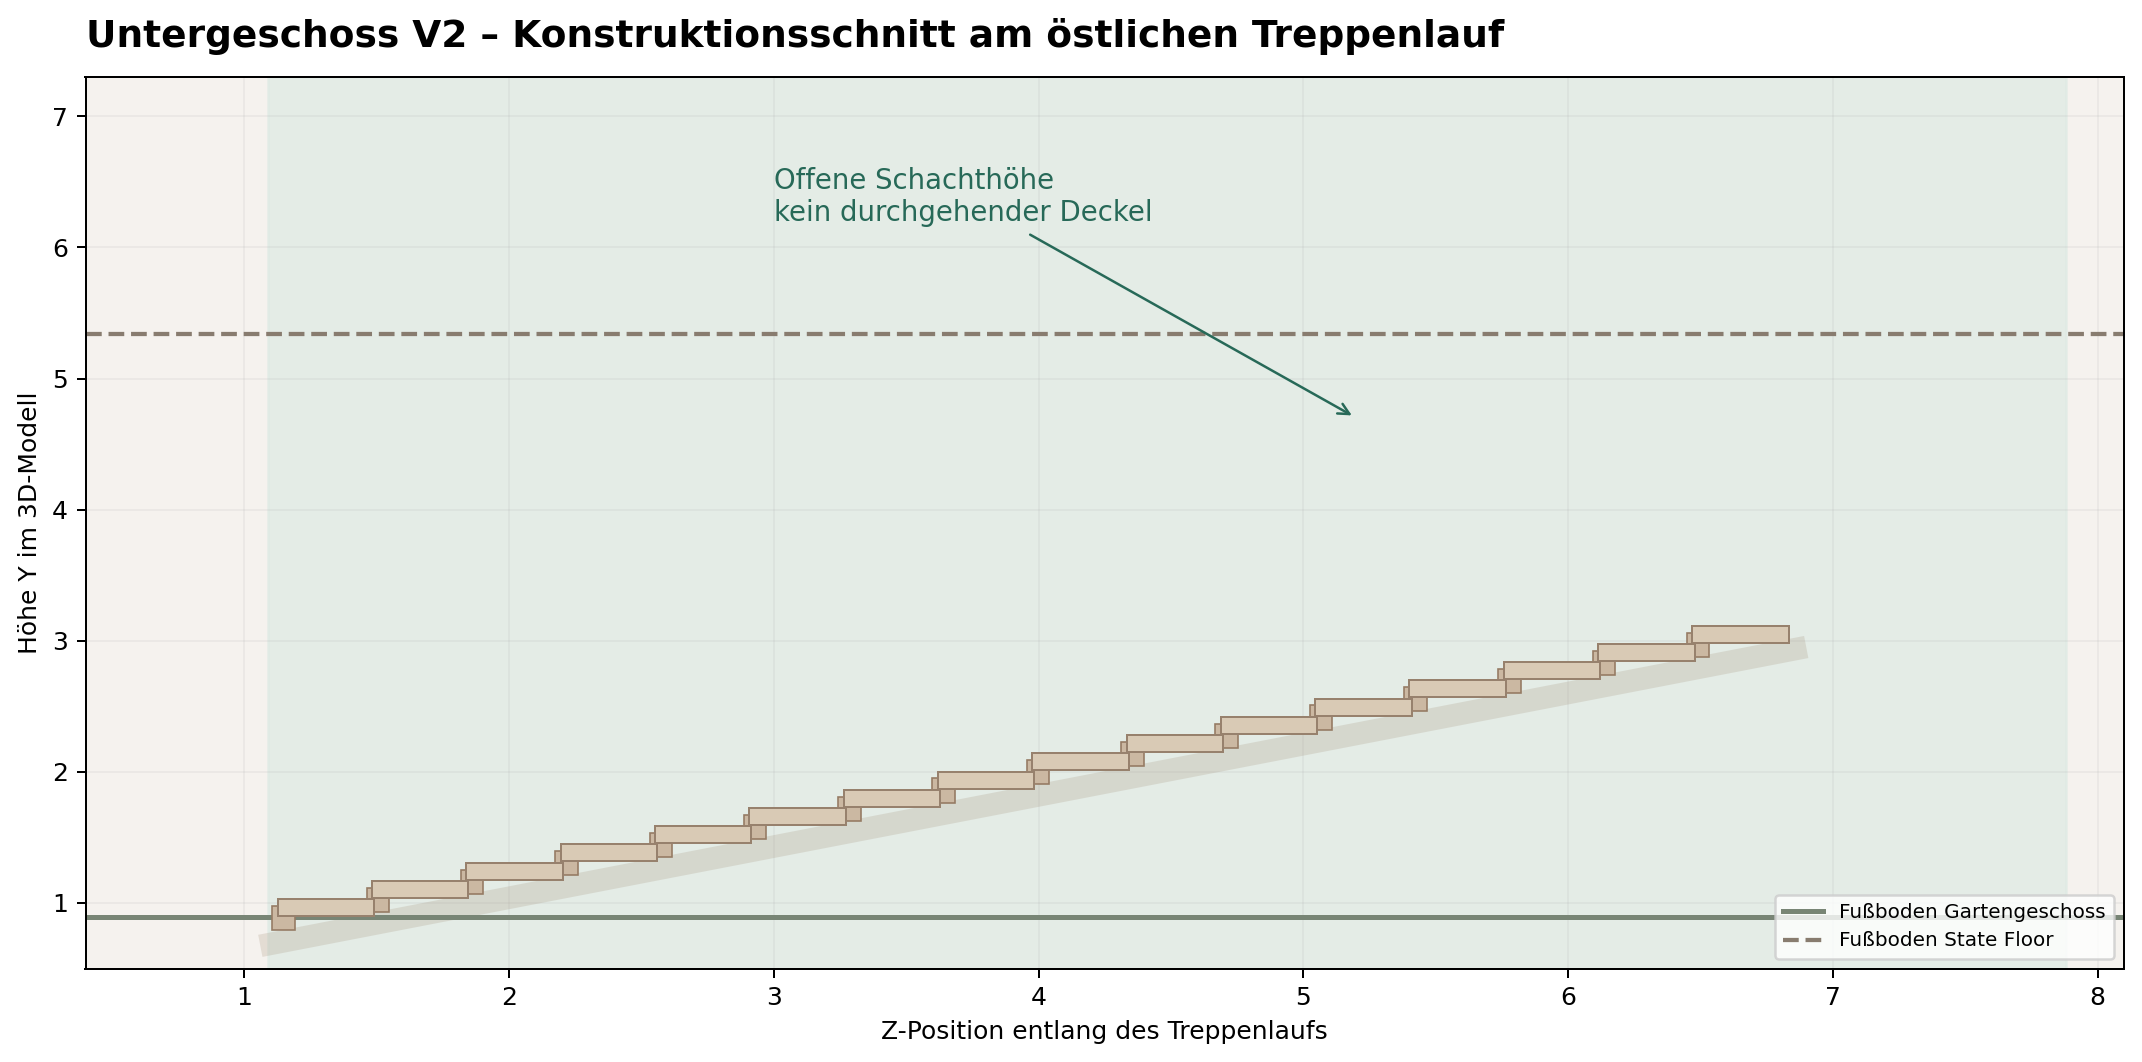 Untergeschoss V2 – Konstruktionsschnitt am östlichen Treppenlauf
Höhe Y im 3D-Modell
7
6
5
4
3
2
1
Offene Schachthöhe
kein durchgehender Deckel
Fußboden Gartengeschoss
Fußboden State Floor
1 2 3 4 5 6 7 8
Z-Position entlang des Treppenlaufs